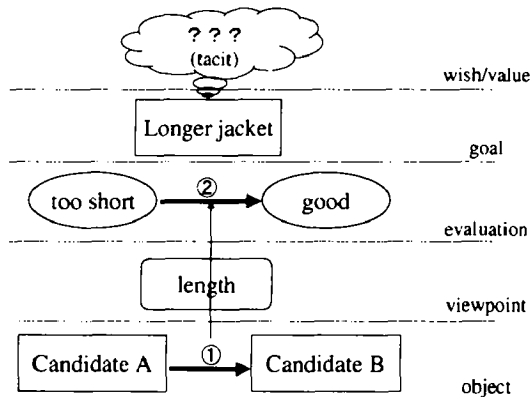 ? ? ?
(tacit)
wish/value
Longer jacket
goal
②
too short
good
evaluation
length
viewpoint
①
Candidate A
Candidate B
object